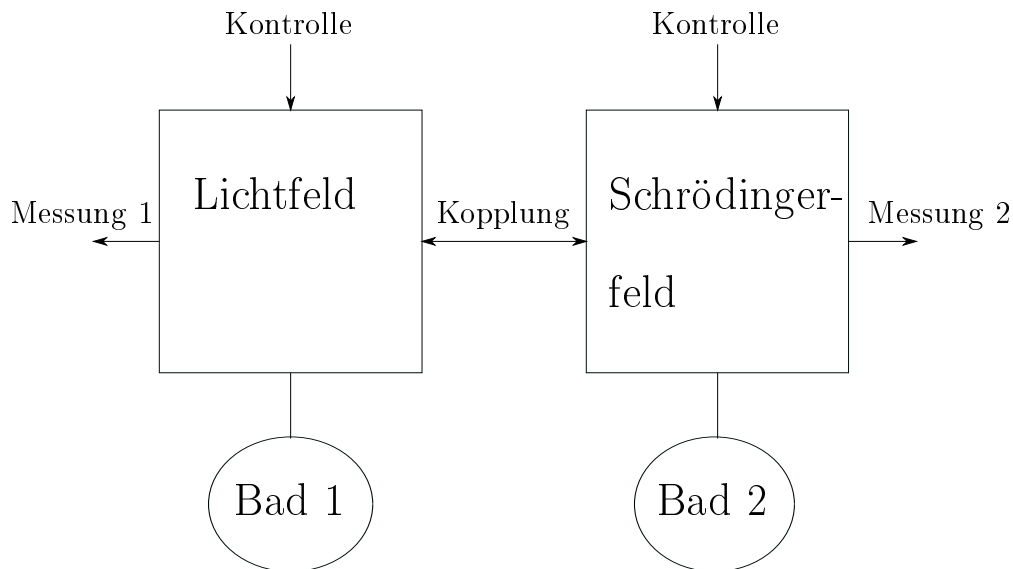 Kontrolle
Kontrolle
Lichtfeld
Schrödinger-
feld
Messung 1
Kopplung
Messung 2
Bad 1
Bad 2